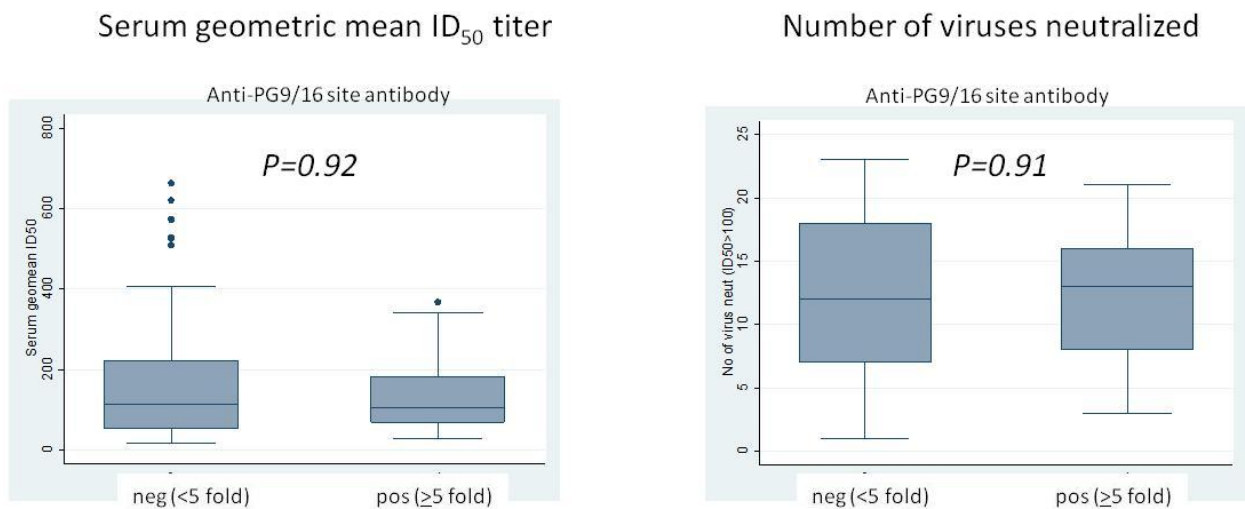 Serum geometric mean ID50 titer
Anti-PG9/16 site antibody
P=0.92
Serum geomean ID50
800
600
400
200
0
neg (<5 fold)
pos (≥5 fold)
Number of viruses neutralized
Anti-PG9/16 site antibody
P=0.91
No of virus neut (ID50>100)
25
20
15
10
5
0
neg (<5 fold)
pos (≥5 fold)